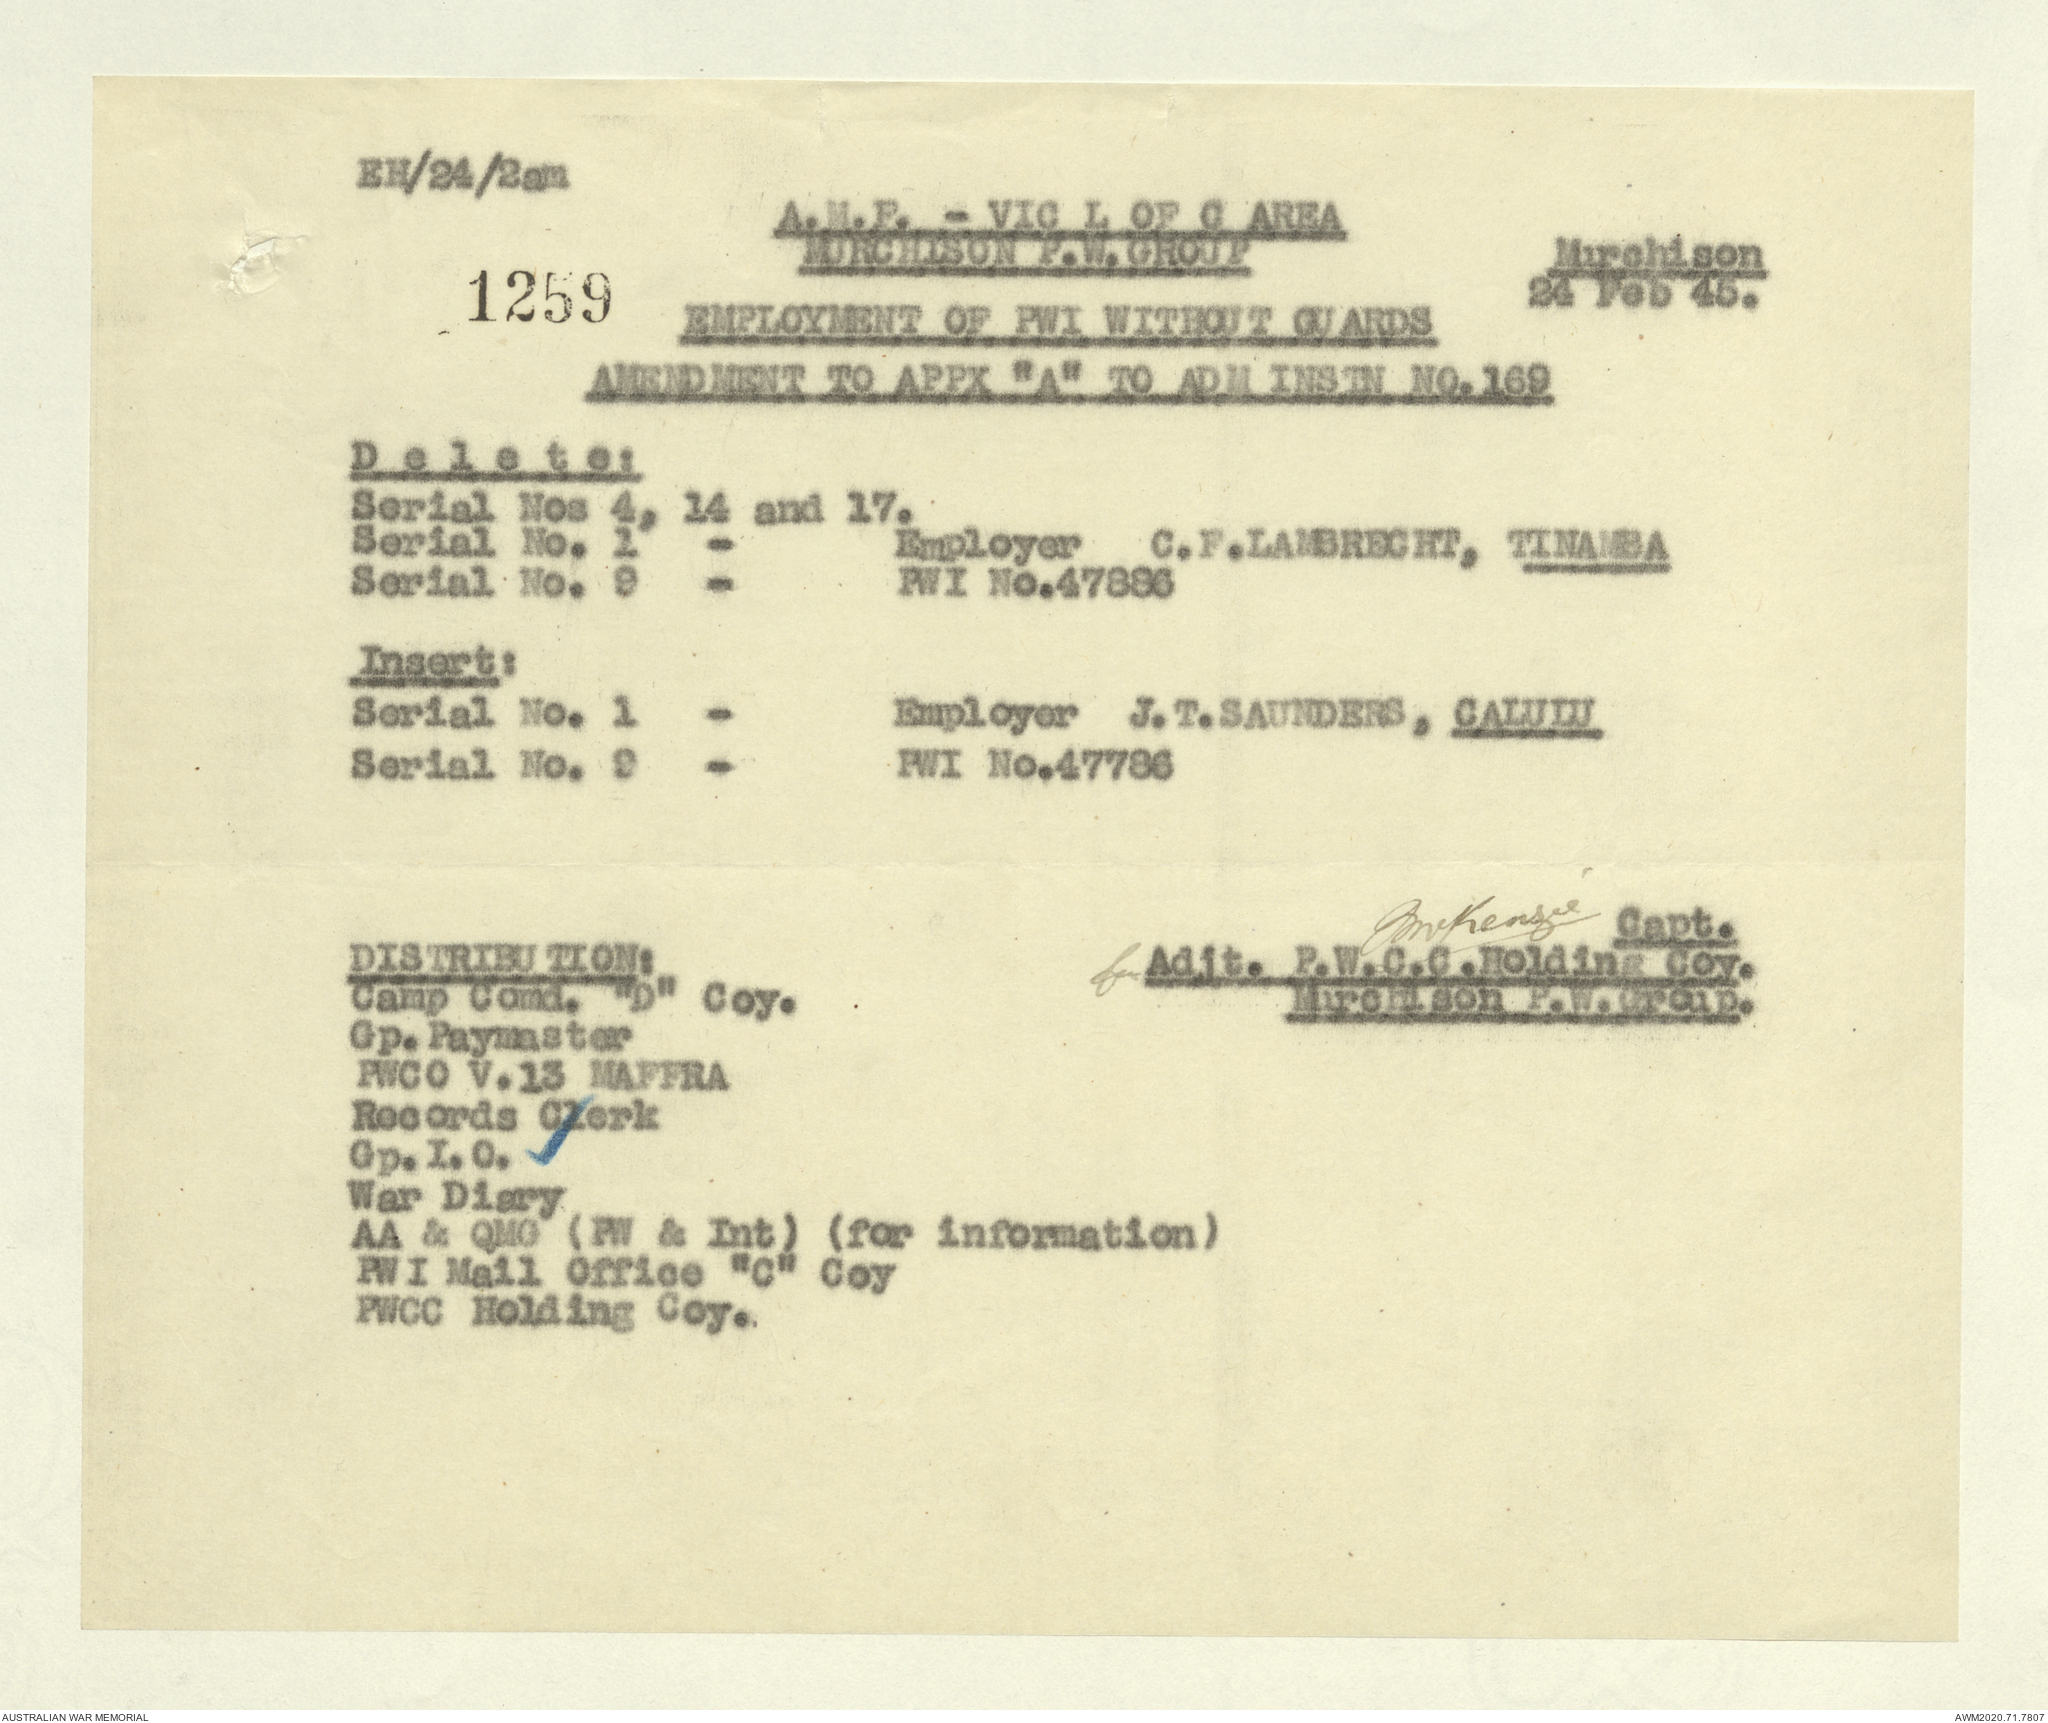 EH/24/2am
A.M.F. - VIC L OF C AREA
MURCHISON P.W.GROUP
Murchison
24 Feb 45.
1259
EMPLOYMENT OF PWI WITHOUT GUARDS
AMENDMENT TO APPX "A" TO ADM INSTN NO.169
D e l e t e:
Serial Nos 4, 14 and 17.
Serial No. 1 - Employer C.F.LAMBRECHT, TINAMBA
Serial No. 9 - PWI No.47886
Insert:
Serial No. 1 - Employer J.T.SAUNDERS, CALULU
Serial No. 9 - PWI No.47786
McKenzie Capt.
for Adjt. P.W.C.C.Holding Coy.
Murchison P.W.Group.
DISTRIBUTION:
Camp Comd. "D" Coy.
Gp.Paymaster
PWCO V.13 MAFFRA
Records Clerk
Gp.I.O.
War Diary
AA & QMG (PW & Int) (for information)
PWI Mail Office "C" Coy
PWCC Holding Coy.
AUSTRALIAN WAR MEMORIAL
AWM2020.71.7807